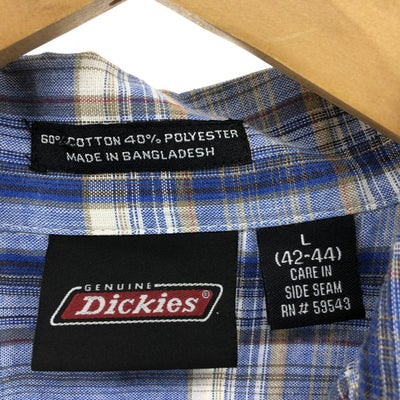 60% COTTON 40% POLYESTER
MADE IN BANGLADESH
GENUINE
Dickies®
L
(42-44)
CARE IN
SIDE SEAM
RN# 59543